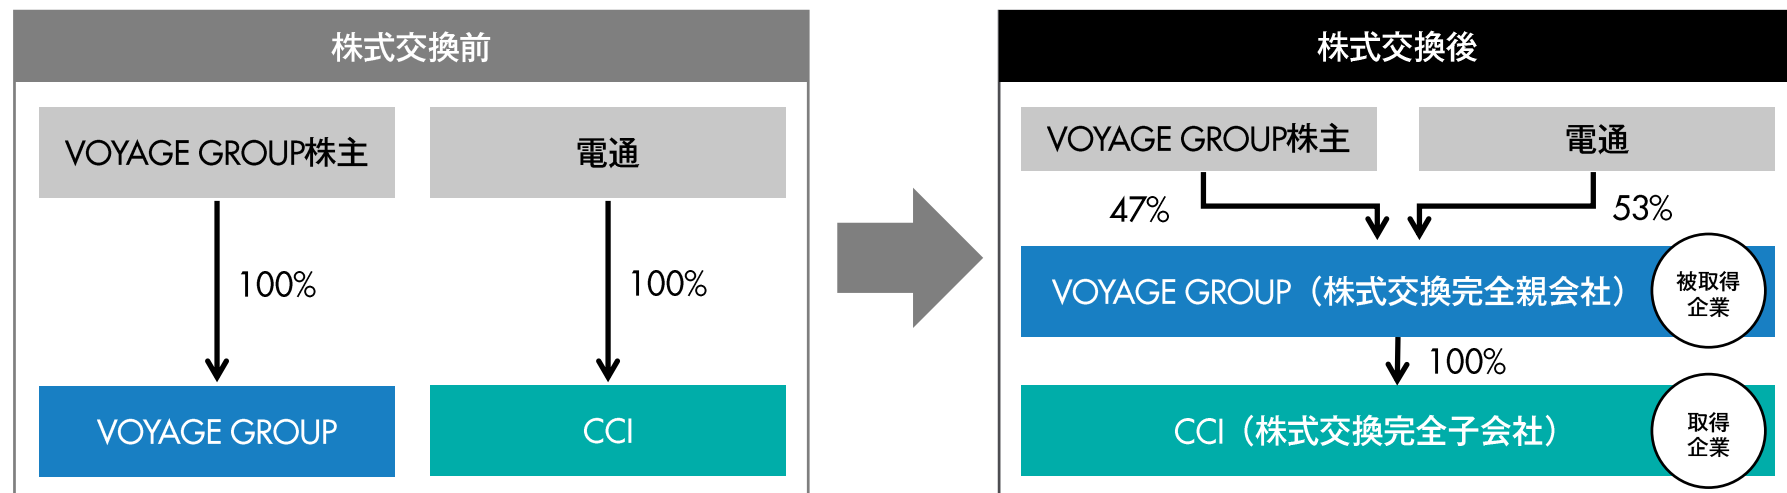 株式交換前
VOYAGE GROUP株主
電通
100%
100%
VOYAGE GROUP
CCI
株式交換後
VOYAGE GROUP株主
電通
47%
53%
VOYAGE GROUP（株式交換完全親会社）
被取得
企業
100%
CCI（株式交換完全子会社）
取得
企業